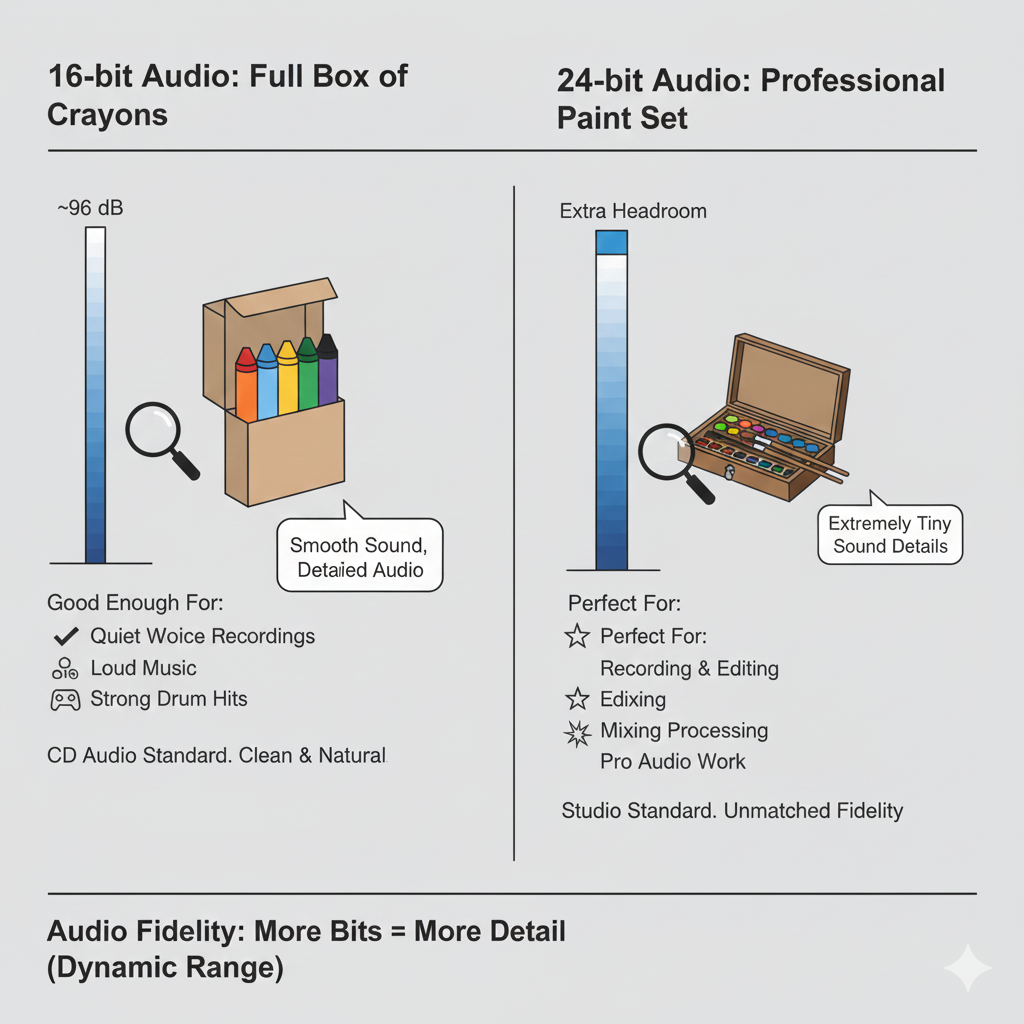 16-bit Audio: Full Box of
Crayons
24-bit Audio: Professional
Paint Set
~96 dB
Smooth Sound,
Detailed Audio
Good Enough For:
Quiet Woice Recordings
Loud Music
Strong Drum Hits
CD Audio Standard. Clean & Natural
Extra Headroom
Extremely Tiny
Sound Details
Perfect For:
Perfect For:
Recording & Editing
Edixing
Mixing Processing
Pro Audio Work
Studio Standard. Unmatched Fidelity
Audio Fidelity: More Bits = More Detail
(Dynamic Range)